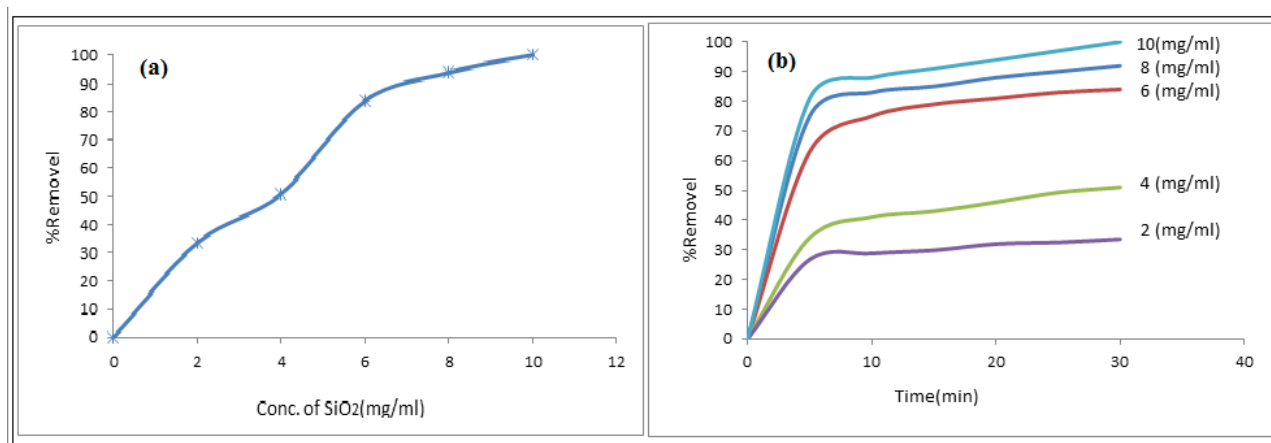 (a)
%Removel
100
90
80
70
60
50
40
30
20
10
0
0 2 4 6 8 10 12
Conc. of SiO2(mg/ml)
(b)
%Removel
100
90
80
70
60
50
40
30
20
10
0
10(mg/ml)
8 (mg/ml)
6 (mg/ml)
4 (mg/ml)
2 (mg/ml)
0 10 20 30 40
Time(min)